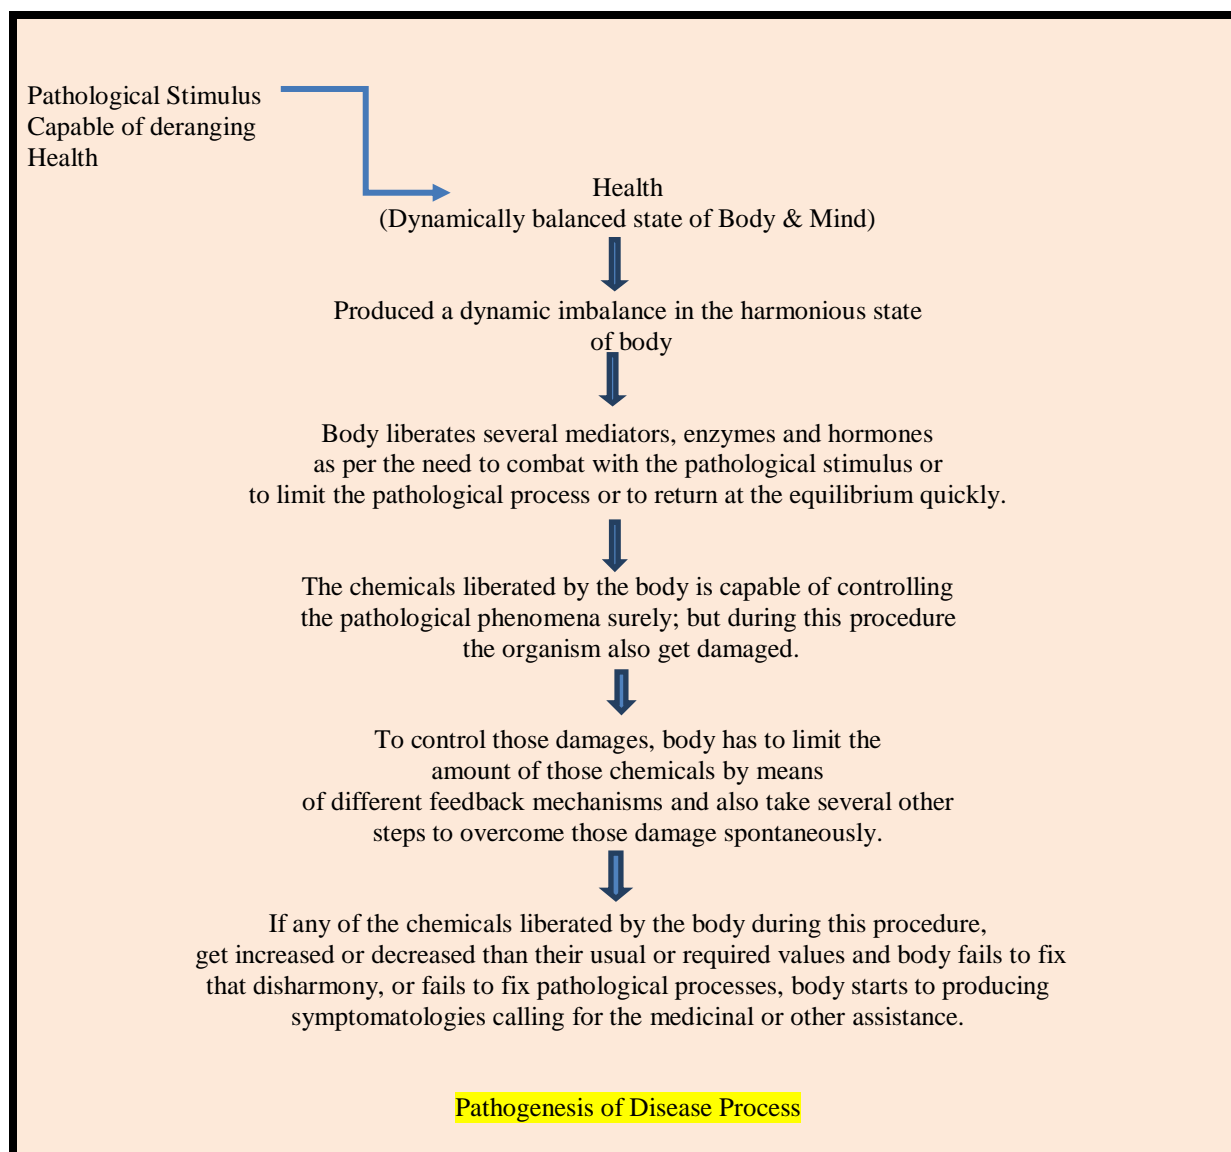 Pathological Stimulus
Capable of deranging
Health
Health
(Dynamically balanced state of Body & Mind)
Produced a dynamic imbalance in the harmonious state
of body
Body liberates several mediators, enzymes and hormones
as per the need to combat with the pathological stimulus or
to limit the pathological process or to return at the equilibrium quickly.
The chemicals liberated by the body is capable of controlling
the pathological phenomena surely; but during this procedure
the organism also get damaged.
To control those damages, body has to limit the
amount of those chemicals by means
of different feedback mechanisms and also take several other
steps to overcome those damage spontaneously.
If any of the chemicals liberated by the body during this procedure,
get increased or decreased than their usual or required values and body fails to fix
that disharmony, or fails to fix pathological processes, body starts to producing
symptomatologies calling for the medicinal or other assistance.
Pathogenesis of Disease Process